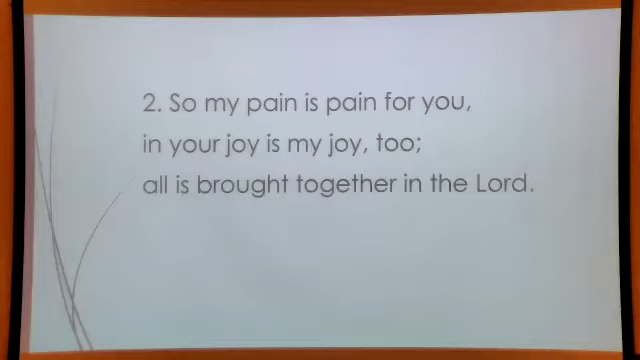 2. So my pain is pain for you,
in your joy is my joy, too;
all is brought together in the Lord.